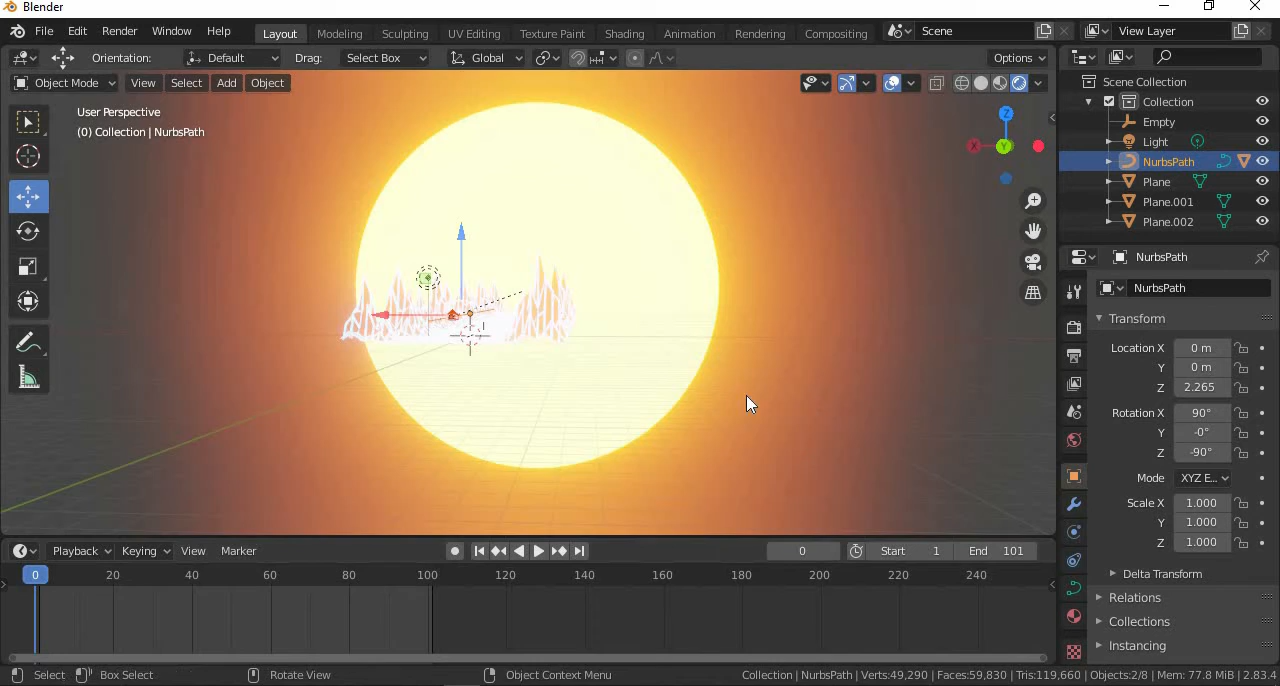 Blender
File Edit Render Window Help Layout Modeling Sculpting UV Editing Texture Paint Shading Animation Rendering Compositing Scene View Layer
Orientation: Default Drag: Select Box Global Options
Object Mode View Select Add Object
User Perspective
(0) Collection | NurbsPath
Z
X
Y
Scene Collection
Collection
Empty
Light
NurbsPath
Plane
Plane.001
Plane.002
NurbsPath
NurbsPath
Transform
Location X 0 m
Y 0 m
Z 2.265
Rotation X 90°
Y -0°
Z -90°
Mode XYZ E...
Scale X 1.000
Y 1.000
Z 1.000
Delta Transform
Relations
Collections
Instancing
Playback Keying View Marker 0 Start 1 End 101
0 20 40 60 80 100 120 140 160 180 200 220 240
Select Box Select Rotate View Object Context Menu Collection | NurbsPath | Verts:49,290 | Faces:59,830 | Tris:119,660 | Objects:2/8 | Mem: 77.8 MiB | 2.83.4